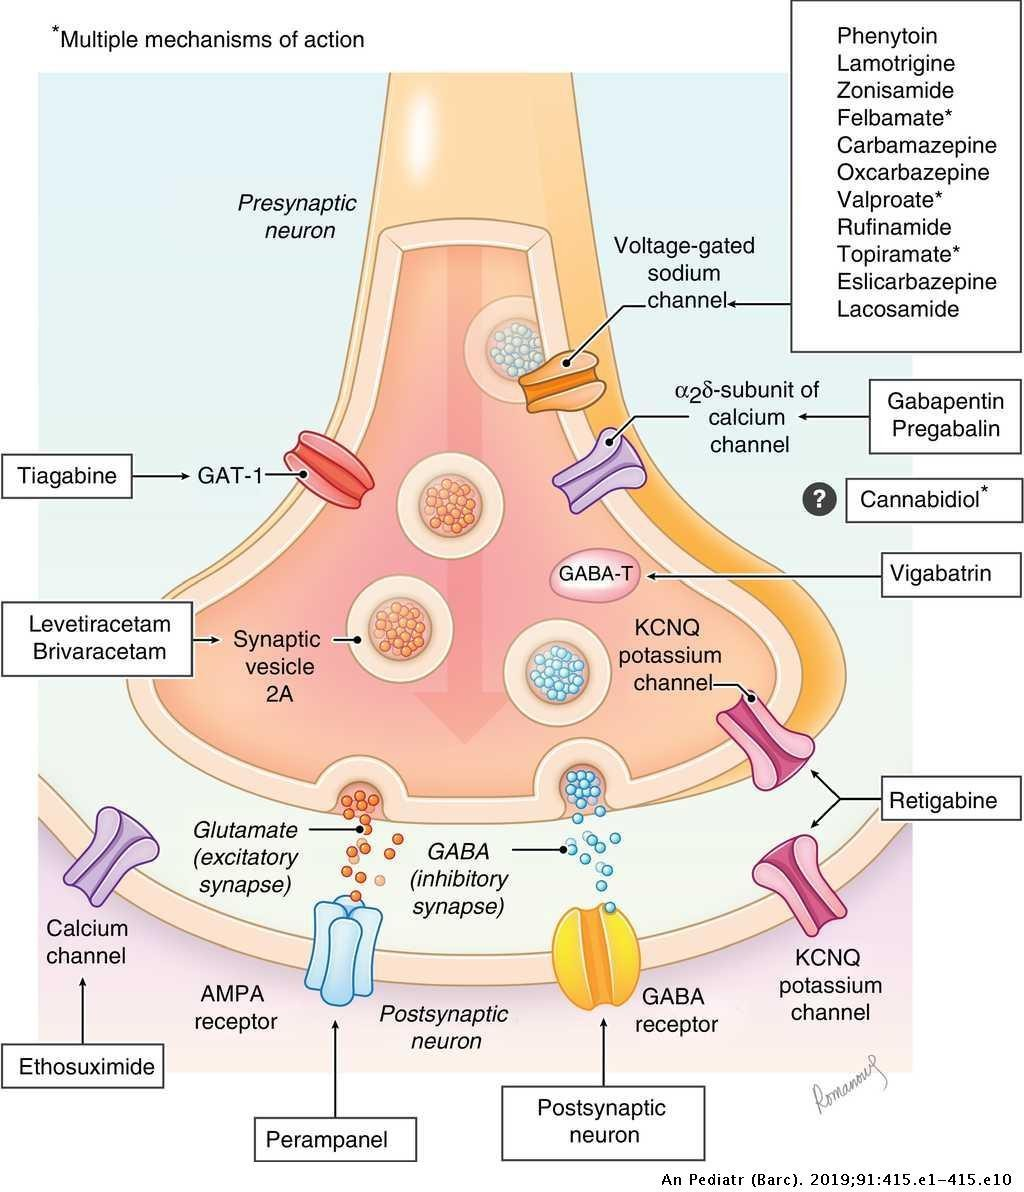 *Multiple mechanisms of action
Phenytoin
Lamotrigine
Zonisamide
Felbamate*
Carbamazepine
Oxcarbazepine
Valproate*
Rufinamide
Topiramate*
Eslicarbazepine
Lacosamide
Presynaptic
neuron
Voltage-gated
sodium
channel
α2δ-subunit of
calcium
channel
Gabapentin
Pregabalin
Tiagabine
GAT-1
?
Cannabidiol*
GABA-T
Vigabatrin
Levetiracetam
Brivaracetam
Synaptic
vesicle
2A
KCNQ
potassium
channel
Retigabine
Glutamate
(excitatory
synapse)
GABA
(inhibitory
synapse)
Calcium
channel
AMPA
receptor
Postsynaptic
neuron
GABA
receptor
KCNQ
potassium
channel
Ethosuximide
Perampanel
Postsynaptic
neuron
Romanowg
An Pediatr (Barc). 2019;91:415.e1–415.e10